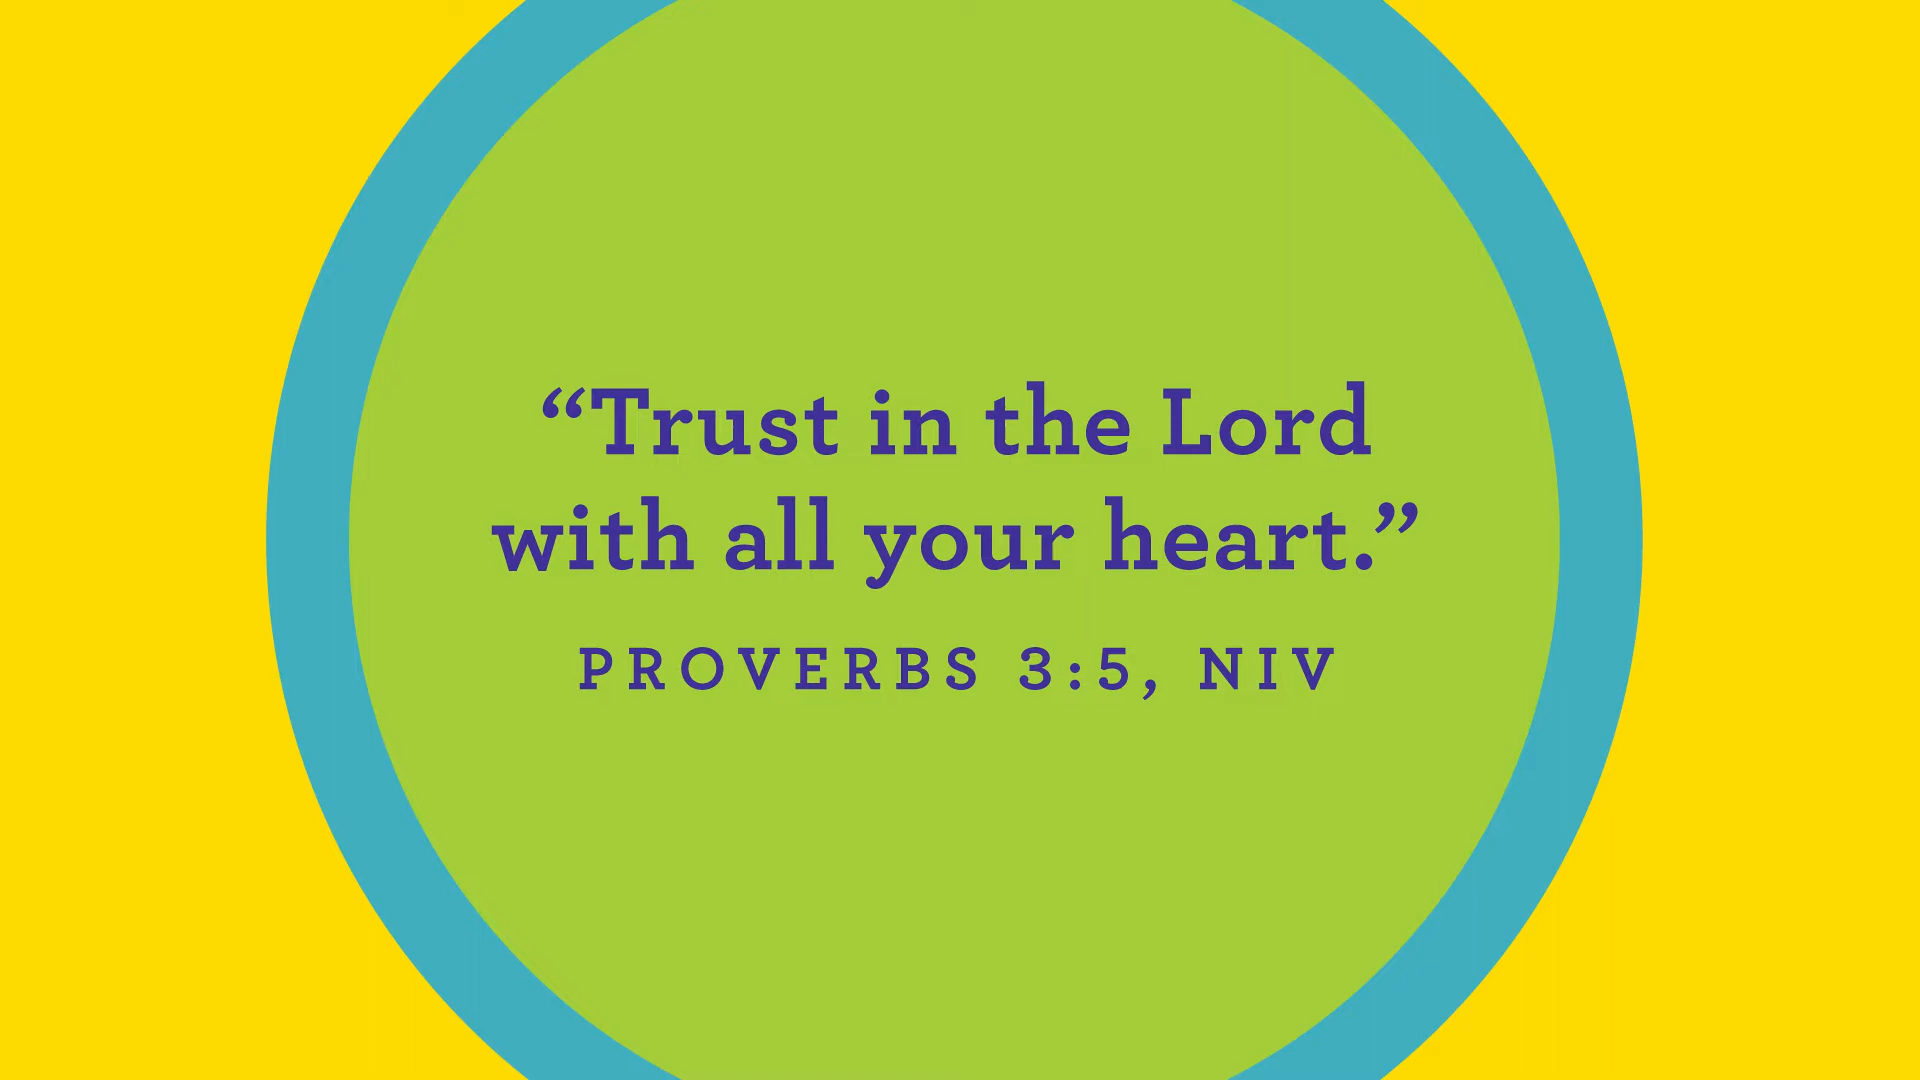 “Trust in the Lord
with all your heart.”
PROVERBS 3:5, NIV